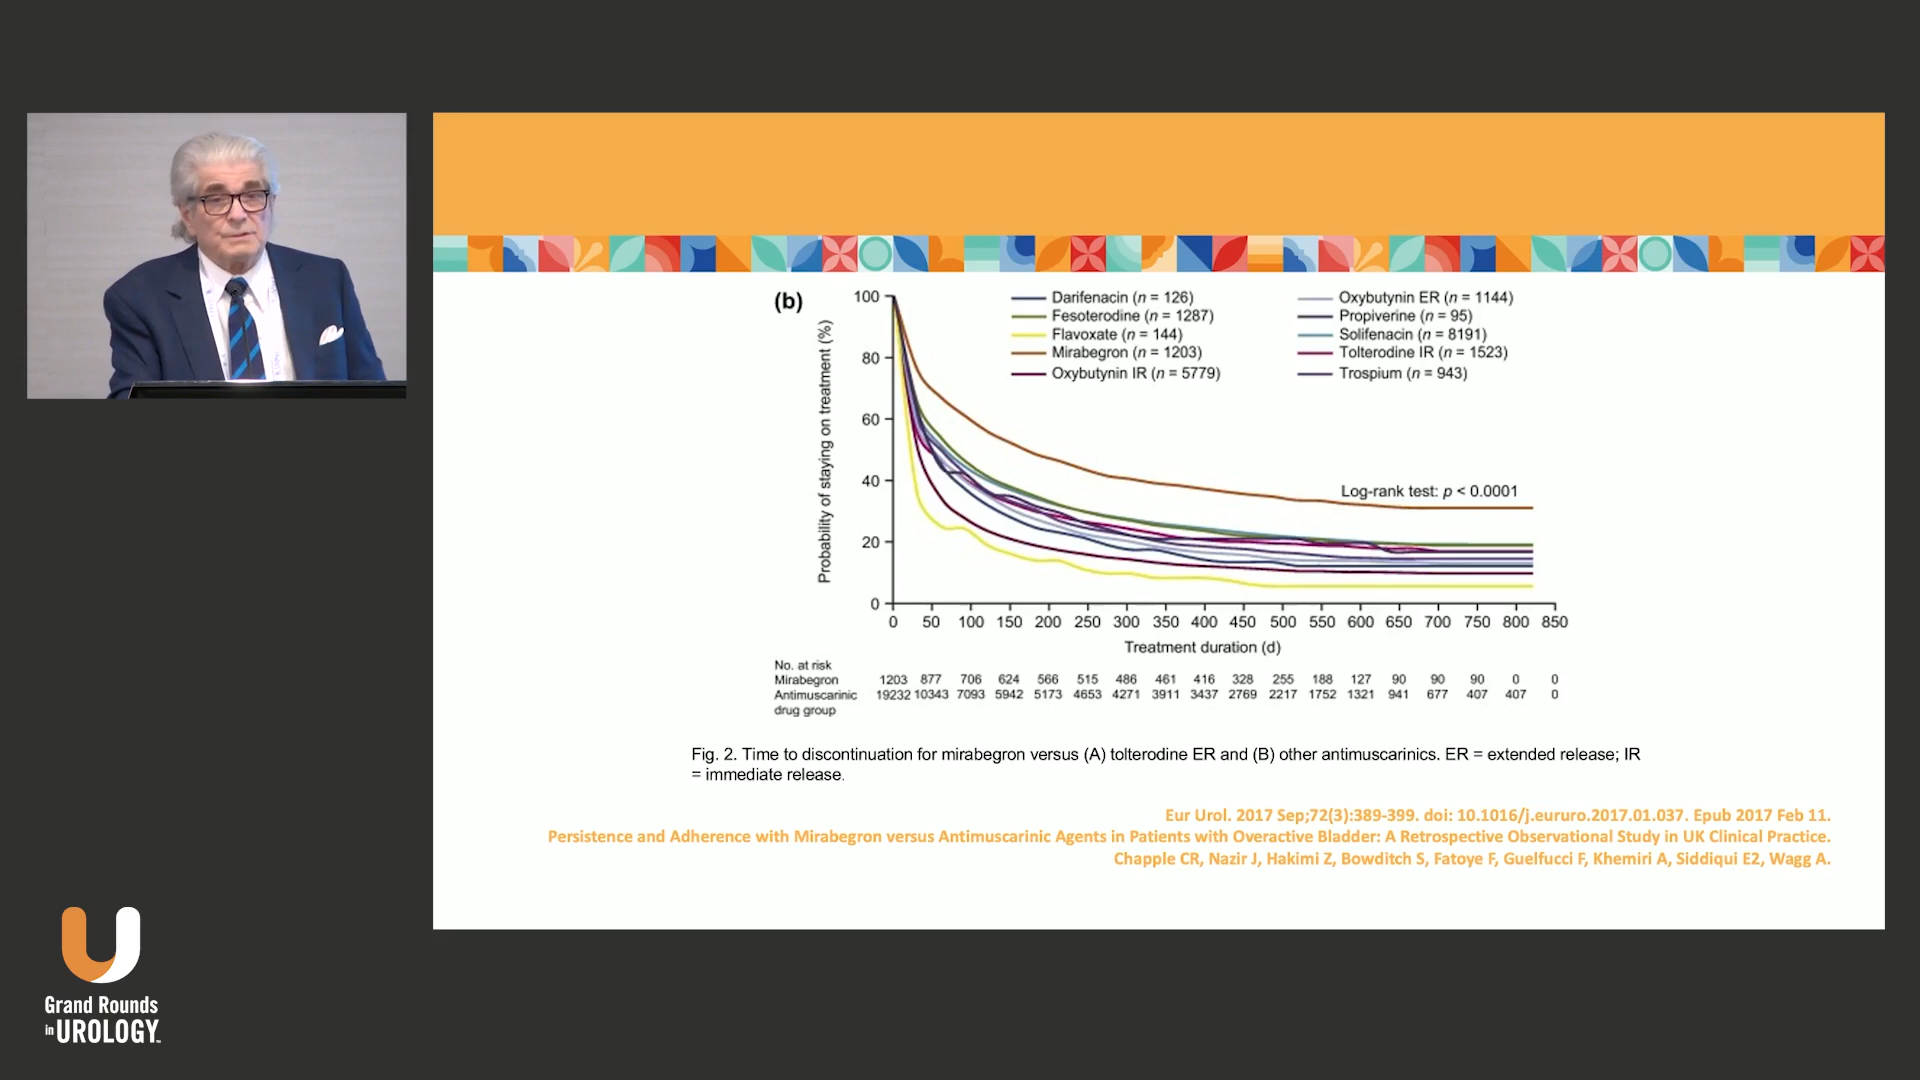 (b)
Probability of staying on treatment (%)
100
80
60
40
20
0
Darifenacin (n = 126)
Fesoterodine (n = 1287)
Flavoxate (n = 144)
Mirabegron (n = 1203)
Oxybutynin IR (n = 5779)
Oxybutynin ER (n = 1144)
Propiverine (n = 95)
Solifenacin (n = 8191)
Tolterodine IR (n = 1523)
Trospium (n = 943)
Log-rank test: p < 0.0001
0 50 100 150 200 250 300 350 400 450 500 550 600 650 700 750 800 850
Treatment duration (d)
No. at risk
Mirabegron 1203 877 706 624 566 515 486 461 416 328 255 188 127 90 90 90 0 0
Antimuscarinic 19232 10343 7093 5942 5173 4653 4271 3911 3437 2769 2217 1752 1321 941 677 407 407 0
drug group
Fig. 2. Time to discontinuation for mirabegron versus (A) tolterodine ER and (B) other antimuscarinics. ER = extended release; IR
= immediate release.
Eur Urol. 2017 Sep;72(3):389-399. doi: 10.1016/j.eururo.2017.01.037. Epub 2017 Feb 11.
Persistence and Adherence with Mirabegron versus Antimuscarinic Agents in Patients with Overactive Bladder: A Retrospective Observational Study in UK Clinical Practice.
Chapple CR, Nazir J, Hakimi Z, Bowditch S, Fatoye F, Guelfucci F, Khemiri A, Siddiqui E2, Wagg A.
Grand Rounds
in UROLOGY™